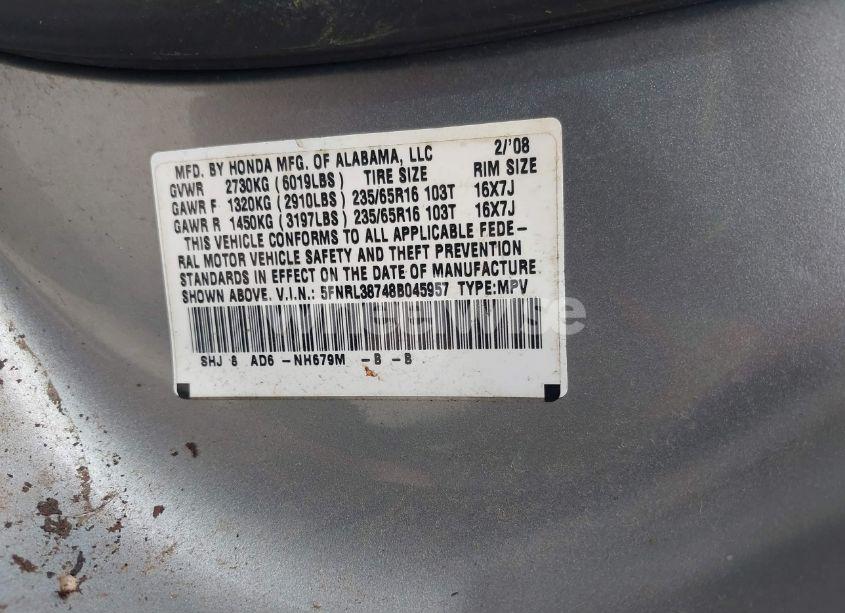 MFD. BY HONDA MFG. OF ALABAMA, LLC 2/'08
GVWR 2730KG (6019LBS) TIRE SIZE RIM SIZE
GAWR F 1320KG (2910LBS) 235/65R16 103T 16X7J
GAWR R 1450KG (3197LBS) 235/65R16 103T 16X7J
THIS VEHICLE CONFORMS TO ALL APPLICABLE FEDE-
RAL MOTOR VEHICLE SAFETY AND THEFT PREVENTION
STANDARDS IN EFFECT ON THE DATE OF MANUFACTURE
SHOWN ABOVE. V.I.N.: 5FNRL38748B045957 TYPE:MPV
wheelwise
SHJ 8 AD6 -NH679M -B -B